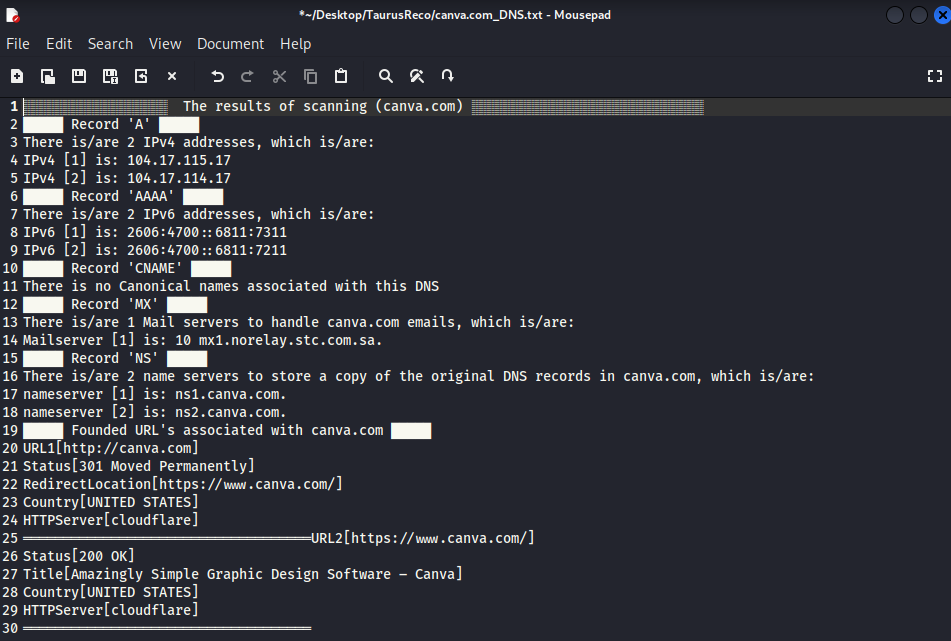 *~/Desktop/TaurusReco/canva.com_DNS.txt - Mousepad
File Edit Search View Document Help
1 The results of scanning (canva.com)
2 Record 'A'
3 There is/are 2 IPv4 addresses, which is/are:
4 IPv4 [1] is: 104.17.115.17
5 IPv4 [2] is: 104.17.114.17
6 Record 'AAAA'
7 There is/are 2 IPv6 addresses, which is/are:
8 IPv6 [1] is: 2606:4700::6811:7311
9 IPv6 [2] is: 2606:4700::6811:7211
10 Record 'CNAME'
11 There is no Canonical names associated with this DNS
12 Record 'MX'
13 There is/are 1 Mail servers to handle canva.com emails, which is/are:
14 Mailserver [1] is: 10 mx1.norelay.stc.com.sa.
15 Record 'NS'
16 There is/are 2 name servers to store a copy of the original DNS records in canva.com, which is/are:
17 nameserver [1] is: ns1.canva.com.
18 nameserver [2] is: ns2.canva.com.
19 Founded URL's associated with canva.com
20 URL1[http://canva.com]
21 Status[301 Moved Permanently]
22 RedirectLocation[https://www.canva.com/]
23 Country[UNITED STATES]
24 HTTPServer[cloudflare]
25 ====================================URL2[https://www.canva.com/]
26 Status[200 OK]
27 Title[Amazingly Simple Graphic Design Software – Canva]
28 Country[UNITED STATES]
29 HTTPServer[cloudflare]
30 ====================================